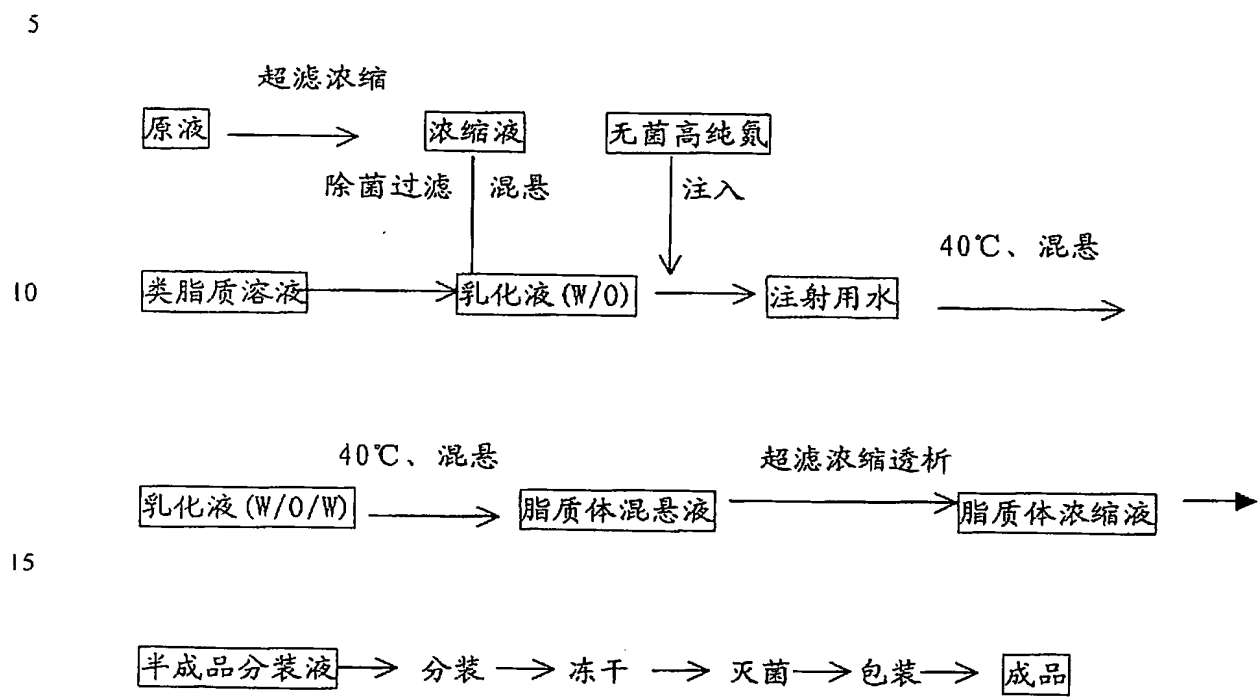 5
超滤浓缩
原液 浓缩液 无菌高纯氮
除菌过滤 混悬 注入
40℃、混悬
10 类脂质溶液 乳化液(W/O) 注射用水
40℃、混悬 超滤浓缩透析
乳化液(W/O/W) 脂质体混悬液 脂质体浓缩液
15
半成品分装液 分装 冻干 灭菌 包装 成品